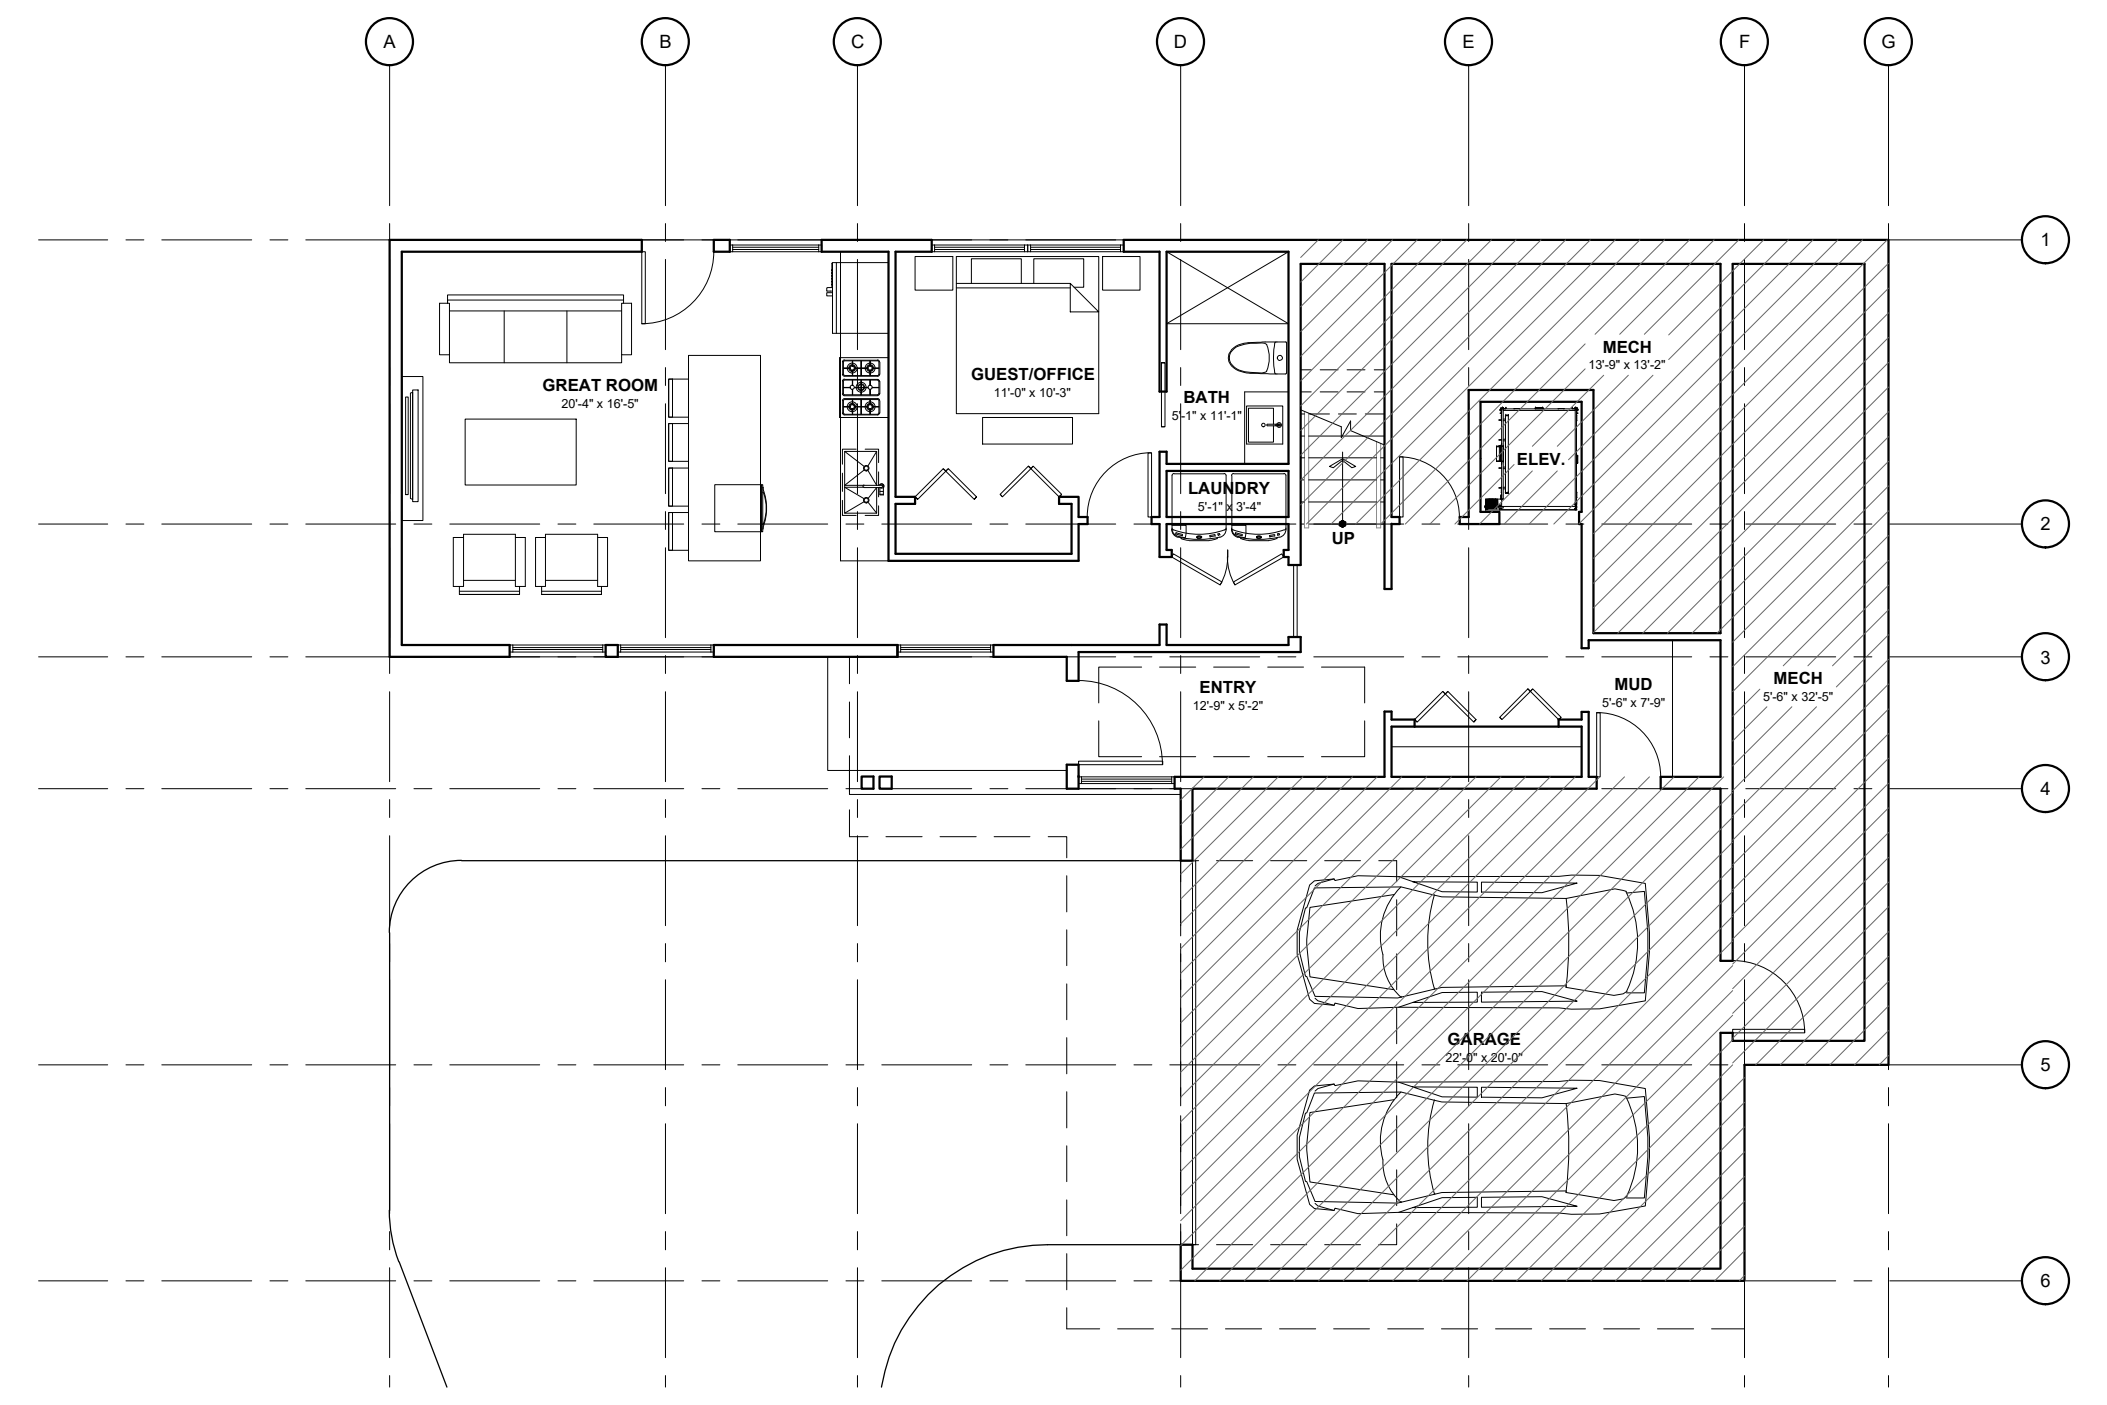 A B C D E F G
1
MECH
13'-9" x 13'-2"
GUEST/OFFICE
11'-0" x 10'-3"
GREAT ROOM
20'-4" x 16'-5"
BATH
5'-1" x 11'-1"
ELEV.
LAUNDRY
5'-1" x 3'-4"
2
UP
3
MECH
5'-6" x 32'-5"
MUD
5'-6" x 7'-9"
ENTRY
12'-9" x 5'-2"
4
GARAGE
22'-0" x 20'-0"
5
6